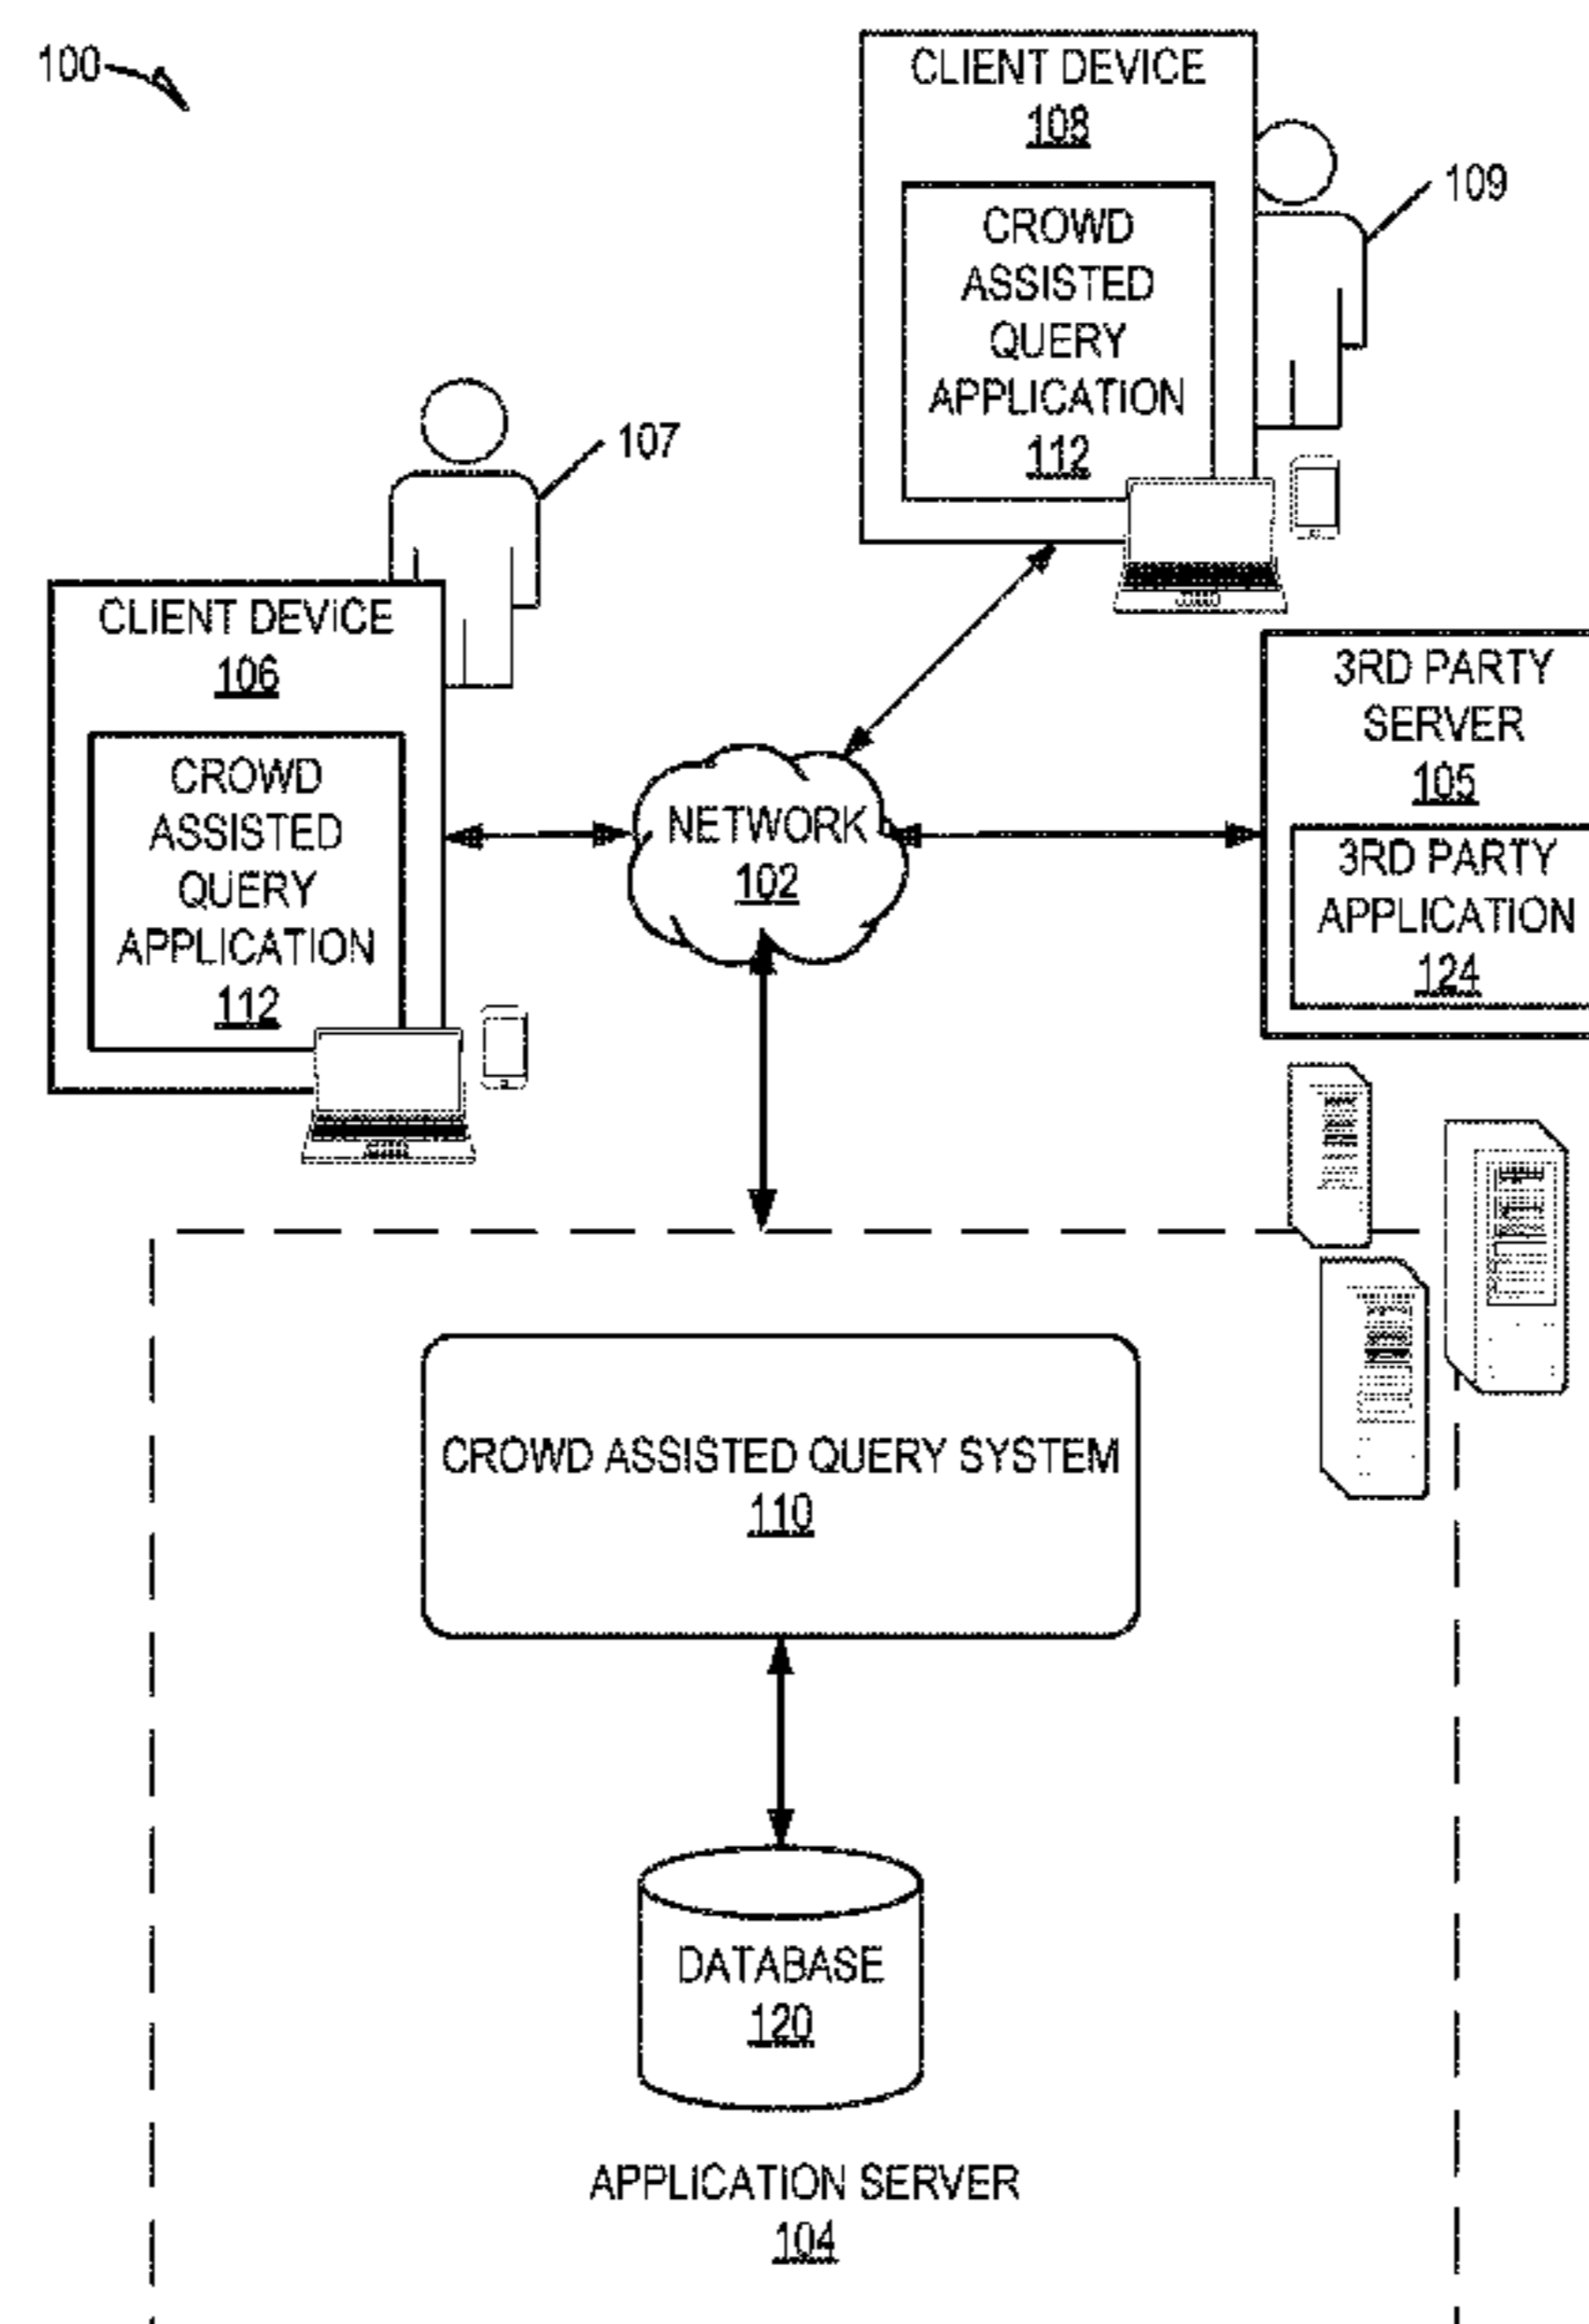 100
CLIENT DEVICE
108
CROWD
ASSISTED
QUERY
APPLICATION
112
109
107
CLIENT DEVICE
106
CROWD
ASSISTED
QUERY
APPLICATION
112
NETWORK
102
3RD PARTY
SERVER
105
3RD PARTY
APPLICATION
124
CROWD ASSISTED QUERY SYSTEM
110
DATABASE
120
APPLICATION SERVER
104